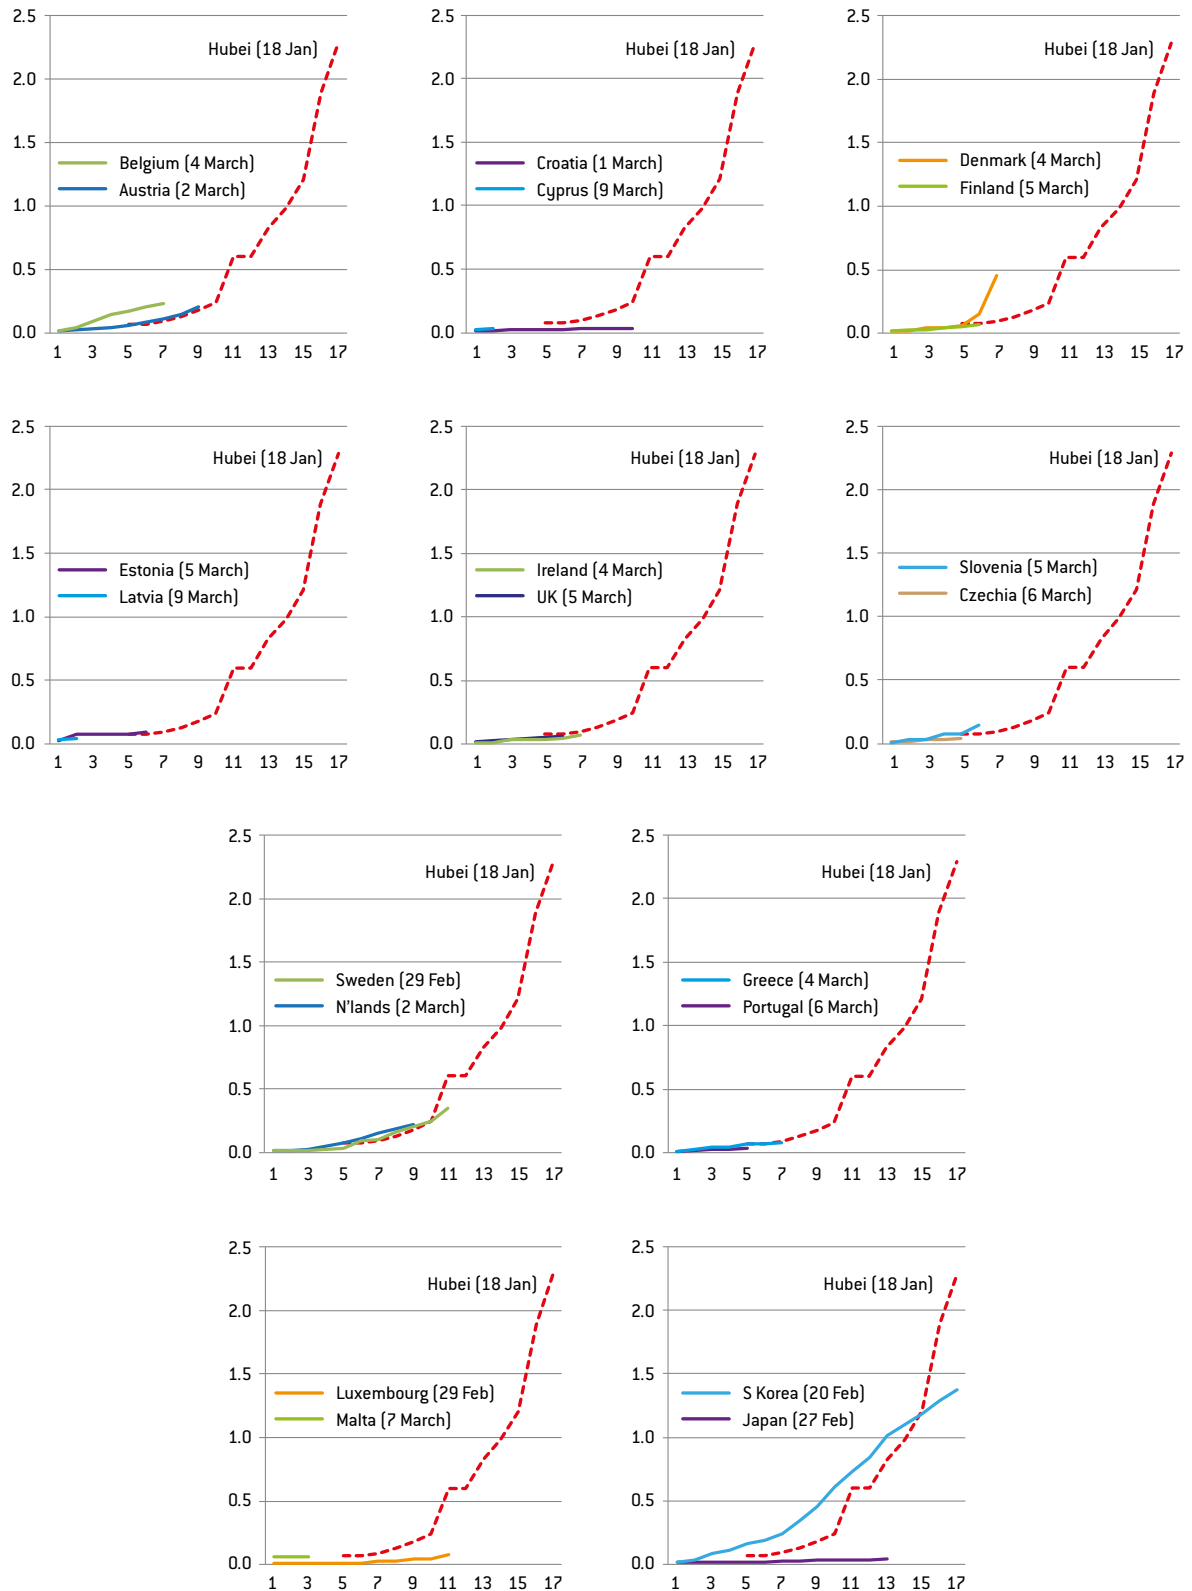 2.5
Hubei (18 Jan)
2.0
1.5
Belgium (4 March)
Austria (2 March)
1.0
0.5
0.0
1 3 5 7 9 11 13 15 17
2.5
Hubei (18 Jan)
2.0
1.5
Croatia (1 March)
Cyprus (9 March)
1.0
0.5
0.0
1 3 5 7 9 11 13 15 17
2.5
Hubei (18 Jan)
2.0
1.5
Denmark (4 March)
Finland (5 March)
1.0
0.5
0.0
1 3 5 7 9 11 13 15 17
2.5
Hubei (18 Jan)
2.0
1.5
Estonia (5 March)
Latvia (9 March)
1.0
0.5
0.0
1 3 5 7 9 11 13 15 17
2.5
Hubei (18 Jan)
2.0
1.5
Ireland (4 March)
UK (5 March)
1.0
0.5
0.0
1 3 5 7 9 11 13 15 17
2.5
Hubei (18 Jan)
2.0
1.5
Slovenia (5 March)
Czechia (6 March)
1.0
0.5
0.0
1 3 5 7 9 11 13 15 17
2.5
Hubei (18 Jan)
2.0
1.5
Sweden (29 Feb)
N'lands (2 March)
1.0
0.5
0.0
1 3 5 7 9 11 13 15 17
2.5
Hubei (18 Jan)
2.0
1.5
Greece (4 March)
Portugal (6 March)
1.0
0.5
0.0
1 3 5 7 9 11 13 15 17
2.5
Hubei (18 Jan)
2.0
1.5
Luxembourg (29 Feb)
Malta (7 March)
1.0
0.5
0.0
1 3 5 7 9 11 13 15 17
2.5
Hubei (18 Jan)
2.0
1.5
S Korea (20 Feb)
Japan (27 Feb)
1.0
0.5
0.0
1 3 5 7 9 11 13 15 17